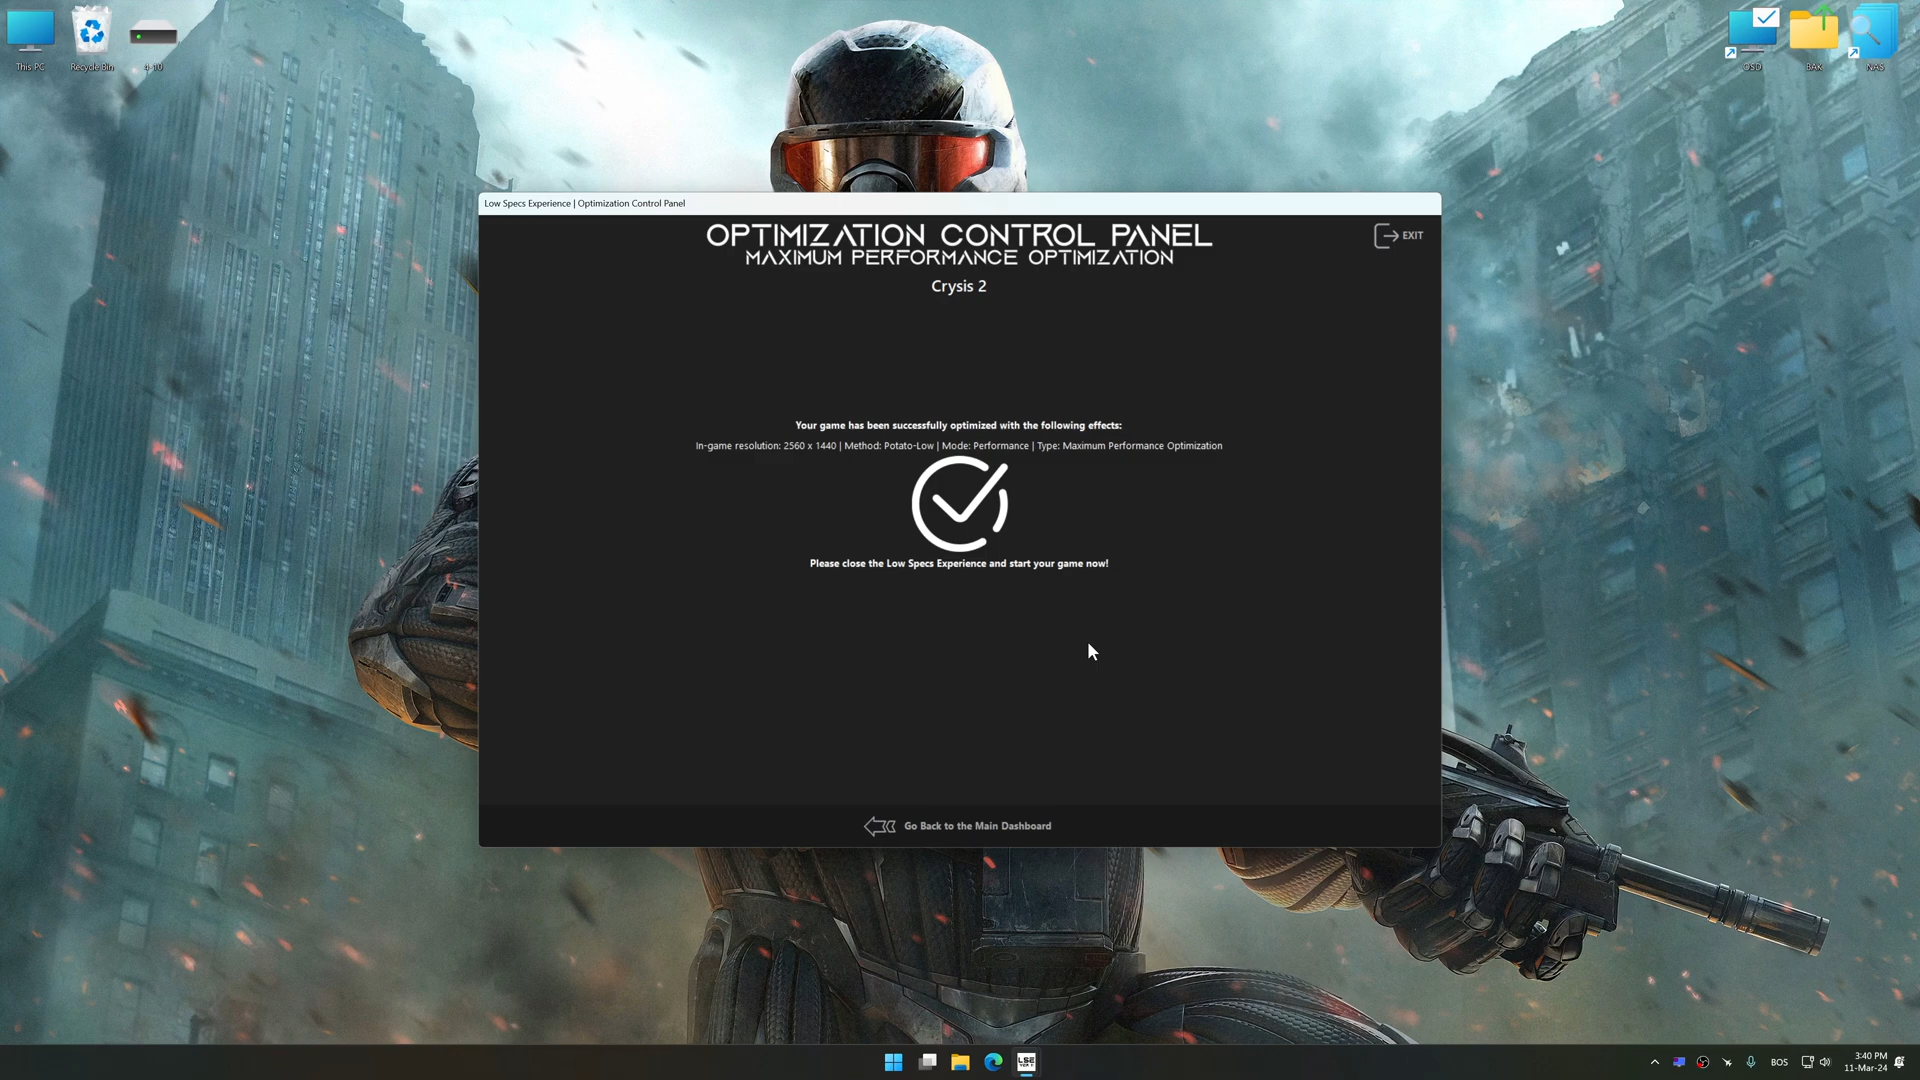 This PC
Recycle Bin
4-10
OSD
BAK
NAS
Low Specs Experience | Optimization Control Panel
OPTIMIZATION CONTROL PANEL
MAXIMUM PERFORMANCE OPTIMIZATION
EXIT
Crysis 2
Your game has been successfully optimized with the following effects:
In-game resolution: 2560 x 1440 | Method: Potato-Low | Mode: Performance | Type: Maximum Performance Optimization
Please close the Low Specs Experience and start your game now!
Go Back to the Main Dashboard
LSE
BOS
3:40 PM
11-Mar-24